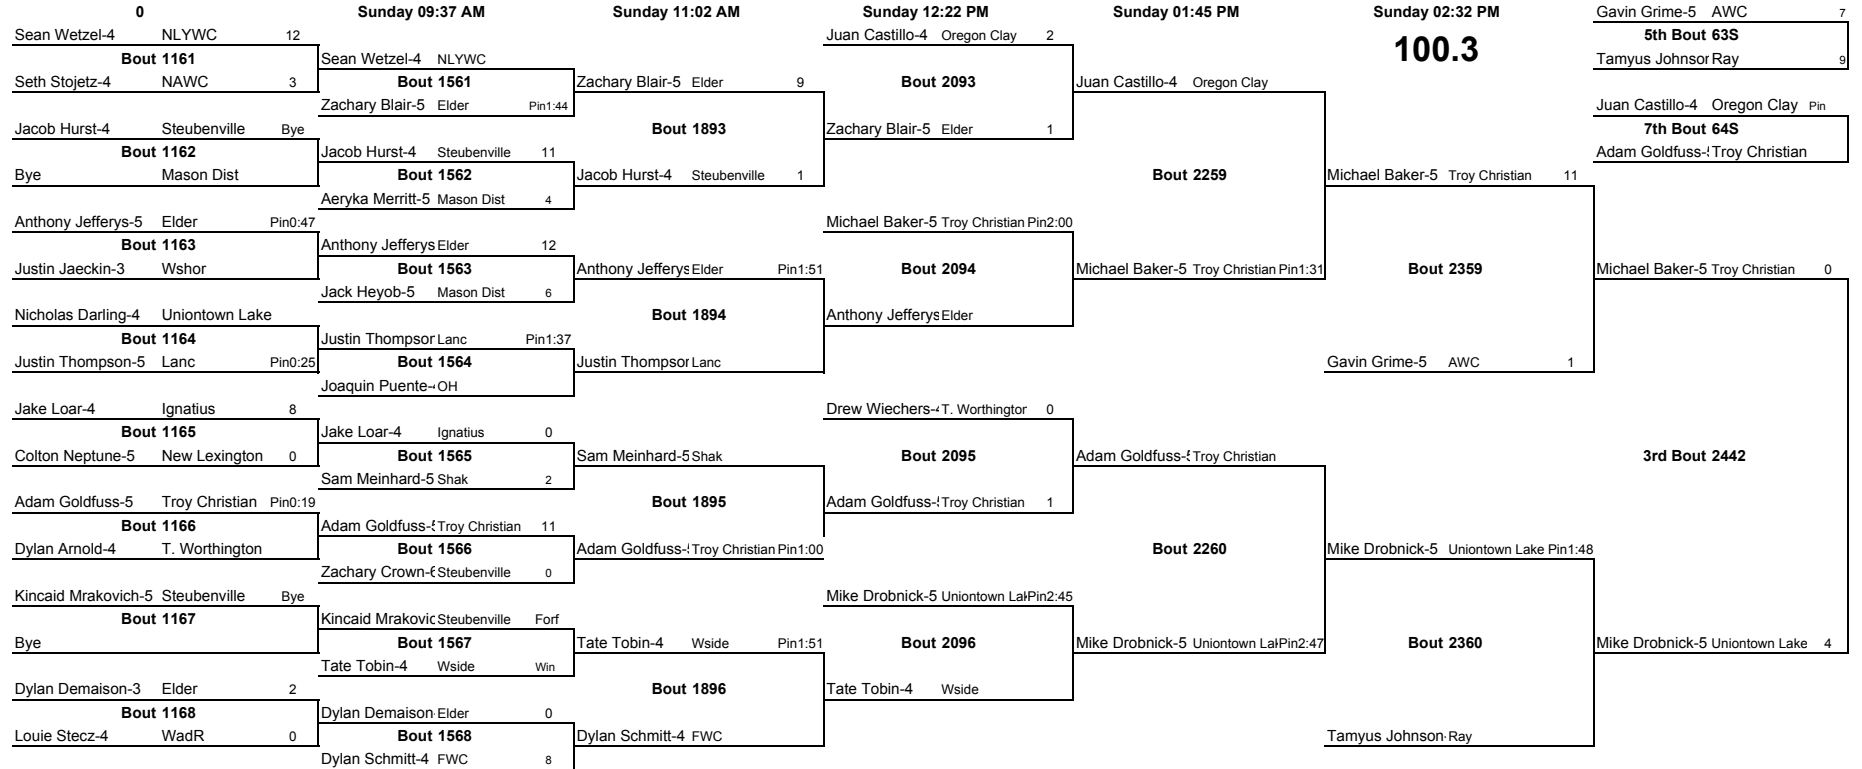 0 Sunday 09:37 AM Sunday 11:02 AM Sunday 12:22 PM Sunday 01:45 PM Sunday 02:32 PM Gavin Grime-5 AWC 7
Sean Wetzel-4 NLYWC 12 Juan Castillo-4 Oregon Clay 2 5th Bout 63S
100.3
Bout 1161 Sean Wetzel-4 NLYWC Tamyus Johnson Ray 9
Seth Stojetz-4 NAWC 3 Bout 1561 Zachary Blair-5 Elder 9 Bout 2093 Juan Castillo-4 Oregon Clay
Zachary Blair-5 Elder Pin1:44 Juan Castillo-4 Oregon Clay Pin
Jacob Hurst-4 Steubenville Bye Bout 1893 Zachary Blair-5 Elder 1 7th Bout 64S
Bout 1162 Jacob Hurst-4 Steubenville 11 Adam Goldfuss-5 Troy Christian
Bye Mason Dist Bout 1562 Jacob Hurst-4 Steubenville 1 Bout 2259 Michael Baker-5 Troy Christian 11
Aeryka Merritt-5 Mason Dist 4
Anthony Jefferys-5 Elder Pin0:47 Michael Baker-5 Troy Christian Pin2:00
Bout 1163 Anthony Jefferys Elder 12
Justin Jaeckin-3 Wshor Bout 1563 Anthony Jefferys Elder Pin1:51 Bout 2094 Michael Baker-5 Troy Christian Pin1:31 Bout 2359 Michael Baker-5 Troy Christian 0
Jack Heyob-5 Mason Dist 6
Nicholas Darling-4 Uniontown Lake Bout 1894 Anthony Jefferys Elder
Bout 1164 Justin Thompson Lanc Pin1:37
Justin Thompson-5 Lanc Pin0:25 Bout 1564 Justin Thompson Lanc Gavin Grime-5 AWC 1
Joaquin Puente-4 OH
Jake Loar-4 Ignatius 8 Drew Wiechers-4 T. Worthington 0
Bout 1165 Jake Loar-4 Ignatius 0
Colton Neptune-5 New Lexington 0 Bout 1565 Sam Meinhard-5 Shak Bout 2095 Adam Goldfuss-5 Troy Christian 3rd Bout 2442
Sam Meinhard-5 Shak 2
Adam Goldfuss-5 Troy Christian Pin0:19 Bout 1895 Adam Goldfuss-5 Troy Christian 1
Bout 1166 Adam Goldfuss-5 Troy Christian 11
Dylan Arnold-4 T. Worthington Bout 1566 Adam Goldfuss-5 Troy Christian Pin1:00 Bout 2260 Mike Drobnick-5 Uniontown Lake Pin1:48
Zachary Crown-6 Steubenville 0
Kincaid Mrakovich-5 Steubenville Bye Mike Drobnick-5 Uniontown Lak Pin2:45
Bout 1167 Kincaid Mrakovic Steubenville Forf
Bye Bout 1567 Tate Tobin-4 Wside Pin1:51 Bout 2096 Mike Drobnick-5 Uniontown Lak Pin2:47 Bout 2360 Mike Drobnick-5 Uniontown Lake 4
Tate Tobin-4 Wside Win
Dylan Demaison-3 Elder 2 Bout 1896 Tate Tobin-4 Wside
Bout 1168 Dylan Demaison Elder 0
Louie Stecz-4 WadR 0 Bout 1568 Dylan Schmitt-4 FWC Tamyus Johnson Ray
Dylan Schmitt-4 FWC 8